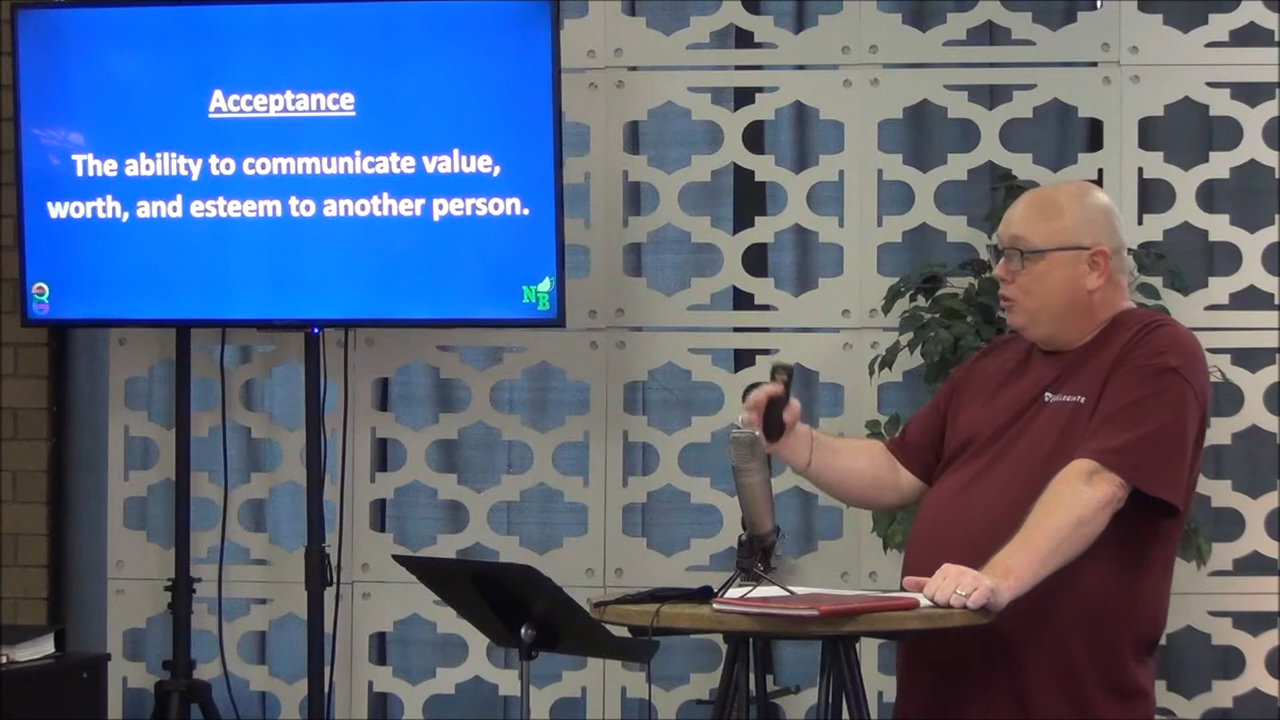 Acceptance
The ability to communicate value,
worth, and esteem to another person.
NB